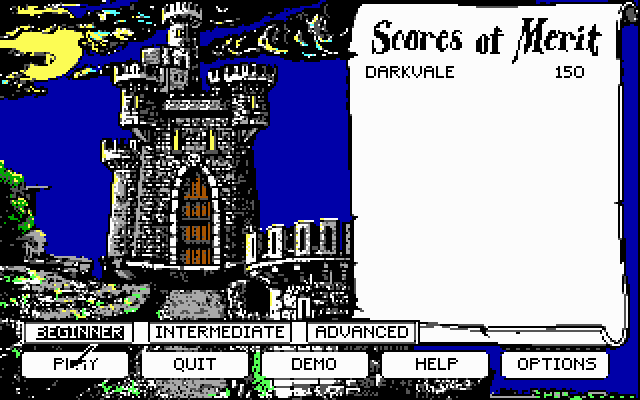 Scores of Merit
DARKVALE 150
BEGINNER INTERMEDIATE ADVANCED
PLAY QUIT DEMO HELP OPTIONS